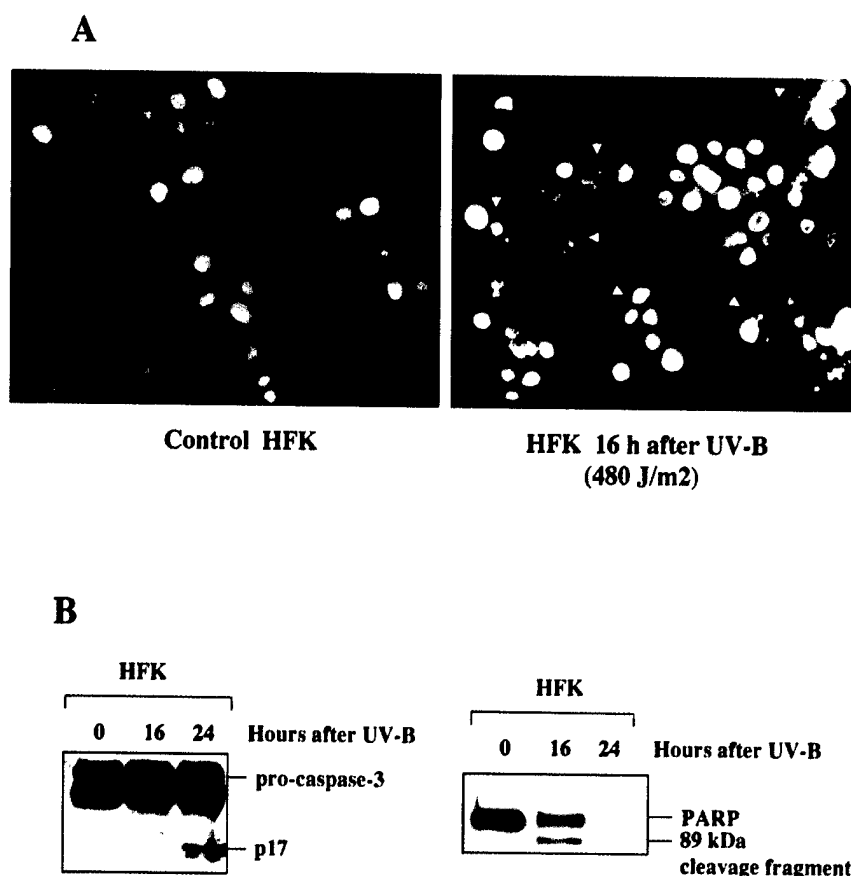 A
Control HFK
HFK 16 h after UV-B
(480 J/m2)
B
HFK
0 16 24 Hours after UV-B
pro-caspase-3
p17
HFK
0 16 24 Hours after UV-B
PARP
89 kDa
cleavage fragment